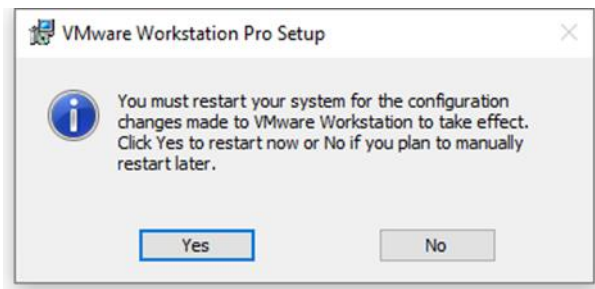 VMware Workstation Pro Setup
You must restart your system for the configuration
changes made to VMware Workstation to take effect.
Click Yes to restart now or No if you plan to manually
restart later.
Yes
No